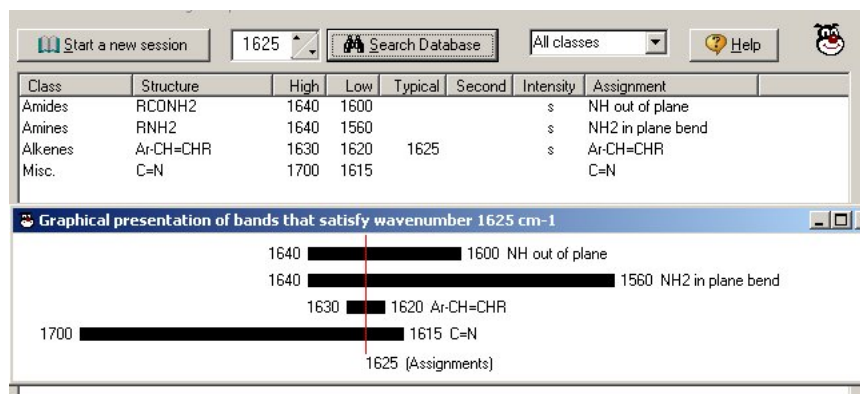 Start a new session 1625 Search Database All classes Help
Class Structure High Low Typical Second Intensity Assignment
Amides RCONH2 1640 1600 s NH out of plane
Amines RNH2 1640 1560 s NH2 in plane bend
Alkenes Ar-CH=CHR 1630 1620 1625 s Ar-CH=CHR
Misc. C=N 1700 1615 C=N
Graphical presentation of bands that satisfy wavenumber 1625 cm-1
1640 1600 NH out of plane
1640 1560 NH2 in plane bend
1630 1620 Ar-CH=CHR
1700 1615 C=N
1625 (Assignments)